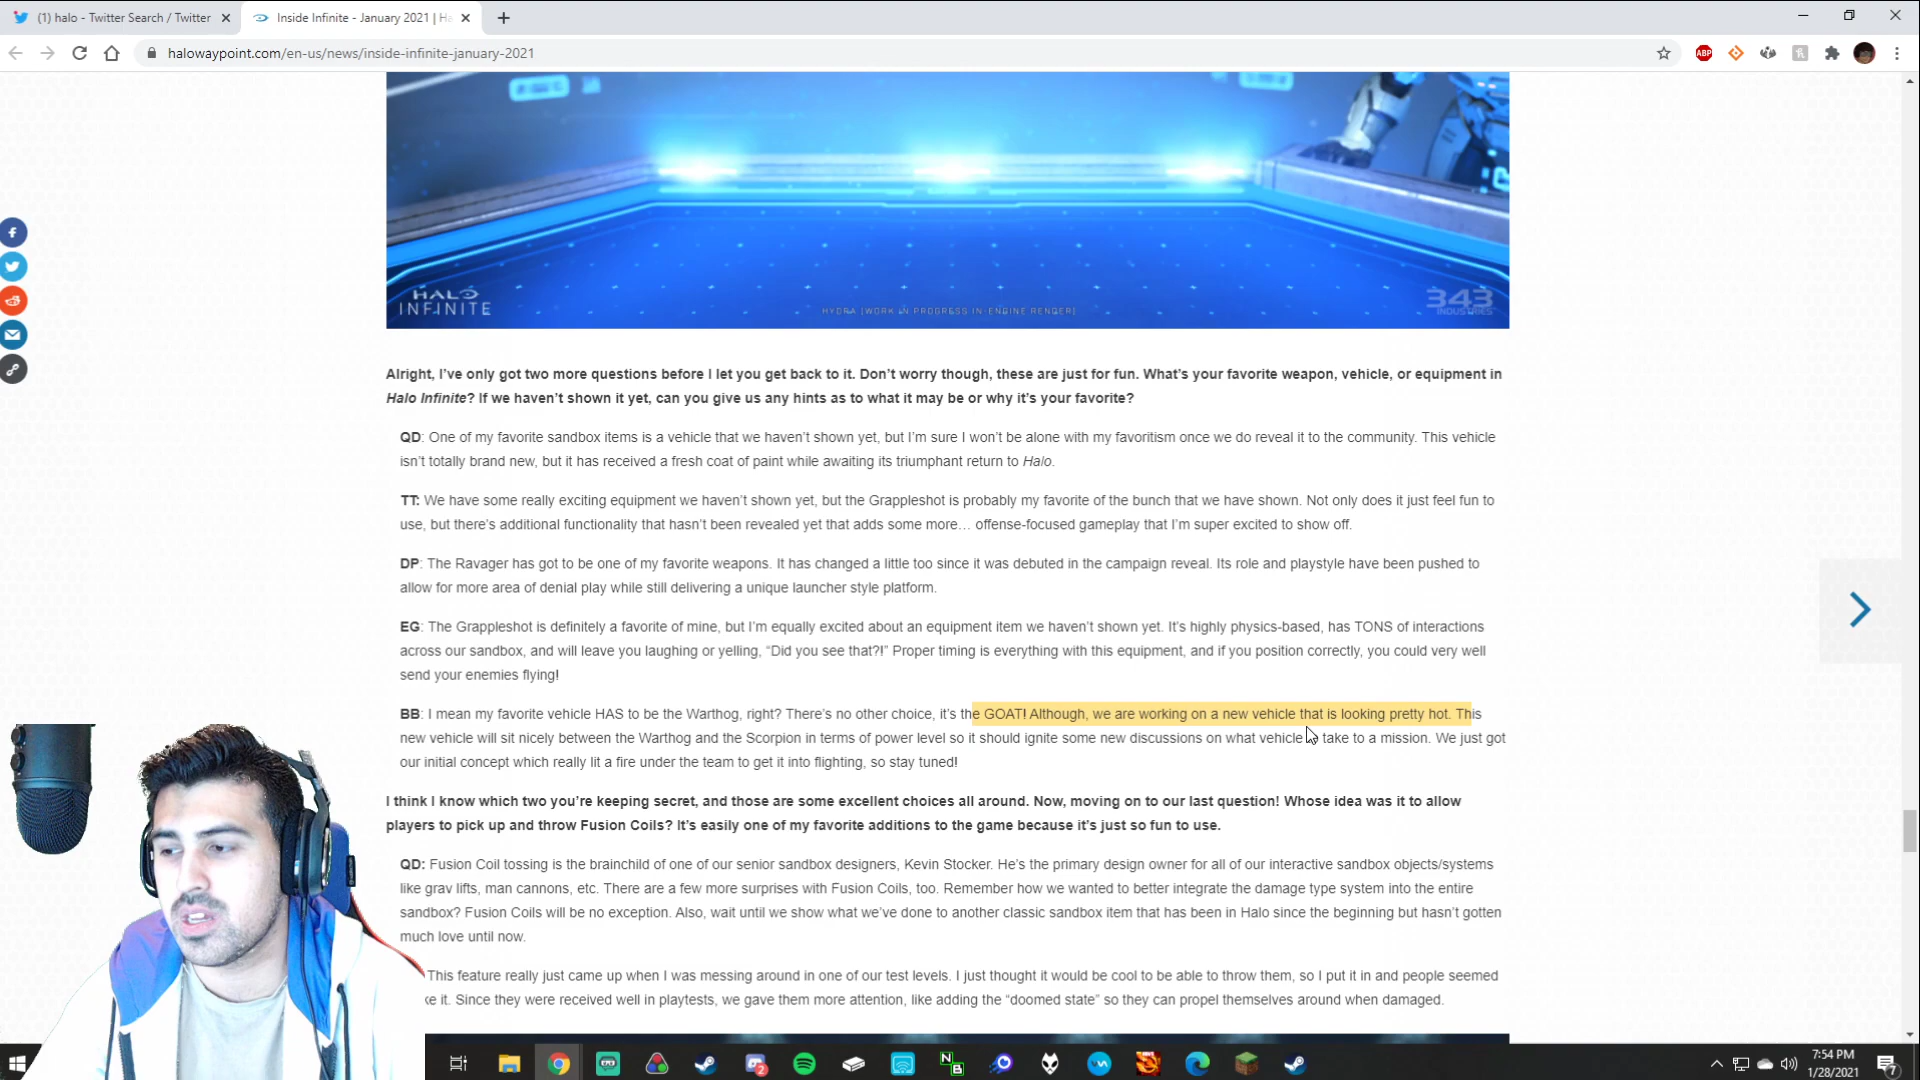 (1) halo - Twitter Search / Twitter
Inside Infinite - January 2021 | Ha
halowaypoint.com/en-us/news/inside-infinite-january-2021
ABP
HALO
INFINITE
HYDRA [WORK IN PROGRESS IN-ENGINE RENDER]
343
INDUSTRIES
Alright, I've only got two more questions before I let you get back to it. Don't worry though, these are just for fun. What's your favorite weapon, vehicle, or equipment in
Halo Infinite? If we haven't shown it yet, can you give us any hints as to what it may be or why it's your favorite?
QD: One of my favorite sandbox items is a vehicle that we haven't shown yet, but I'm sure I won't be alone with my favoritism once we do reveal it to the community. This vehicle
isn't totally brand new, but it has received a fresh coat of paint while awaiting its triumphant return to Halo.
TT: We have some really exciting equipment we haven't shown yet, but the Grappleshot is probably my favorite of the bunch that we have shown. Not only does it just feel fun to
use, but there's additional functionality that hasn't been revealed yet that adds some more… offense-focused gameplay that I'm super excited to show off.
DP: The Ravager has got to be one of my favorite weapons. It has changed a little too since it was debuted in the campaign reveal. Its role and playstyle have been pushed to
allow for more area of denial play while still delivering a unique launcher style platform.
EG: The Grappleshot is definitely a favorite of mine, but I'm equally excited about an equipment item we haven't shown yet. It's highly physics-based, has TONS of interactions
across our sandbox, and will leave you laughing or yelling, "Did you see that?!" Proper timing is everything with this equipment, and if you position correctly, you could very well
send your enemies flying!
BB: I mean my favorite vehicle HAS to be the Warthog, right? There's no other choice, it's the GOAT! Although, we are working on a new vehicle that is looking pretty hot. This
new vehicle will sit nicely between the Warthog and the Scorpion in terms of power level so it should ignite some new discussions on what vehicle take to a mission. We just got
our initial concept which really lit a fire under the team to get it into flighting, so stay tuned!
I think I know which two you're keeping secret, and those are some excellent choices all around. Now, moving on to our last question! Whose idea was it to allow
players to pick up and throw Fusion Coils? It's easily one of my favorite additions to the game because it's just so fun to use.
QD: Fusion Coil tossing is the brainchild of one of our senior sandbox designers, Kevin Stocker. He's the primary design owner for all of our interactive sandbox objects/systems
like grav lifts, man cannons, etc. There are a few more surprises with Fusion Coils, too. Remember how we wanted to better integrate the damage type system into the entire
sandbox? Fusion Coils will be no exception. Also, wait until we show what we've done to another classic sandbox item that has been in Halo since the beginning but hasn't gotten
much love until now.
This feature really just came up when I was messing around in one of our test levels. I just thought it would be cool to be able to throw them, so I put it in and people seemed
ke it. Since they were received well in playtests, we gave them more attention, like adding the "doomed state" so they can propel themselves around when damaged.
2
N
B
7:54 PM
1/28/2021
7